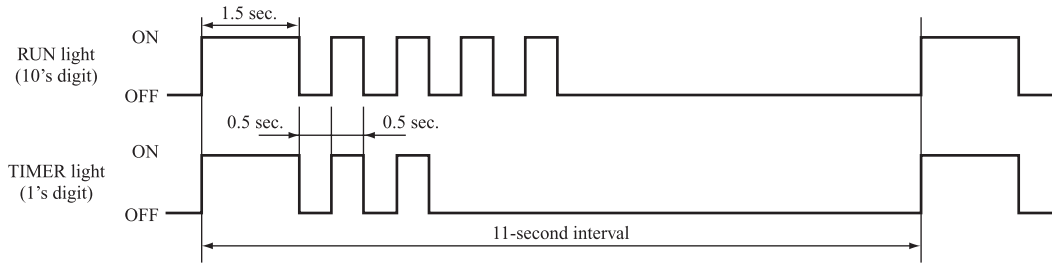 1.5 sec.
ON
RUN light
(10's digit)
OFF
0.5 sec.
0.5 sec.
ON
TIMER light
(1's digit)
OFF
11-second interval